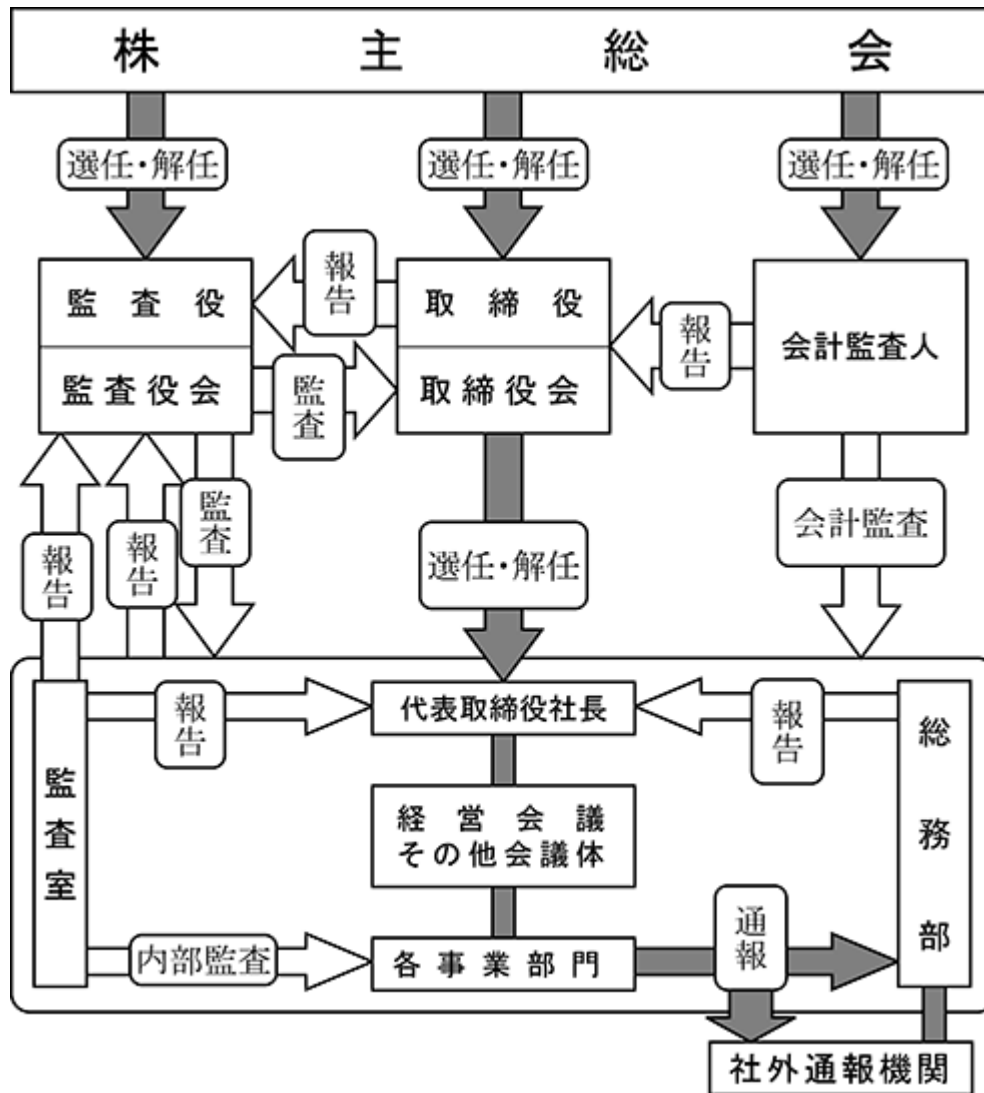 株主総会
選任・解任
選任・解任
選任・解任
報告
監査役
取締役
報告
会計監査人
監査役会
監査
取締役会
監査
会計監査
報告
報告
選任・解任
代表取締役社長
報告
報告
監査室
総務部
経営会議
その他会議体
通報
内部監査
各事業部門
社外通報機関